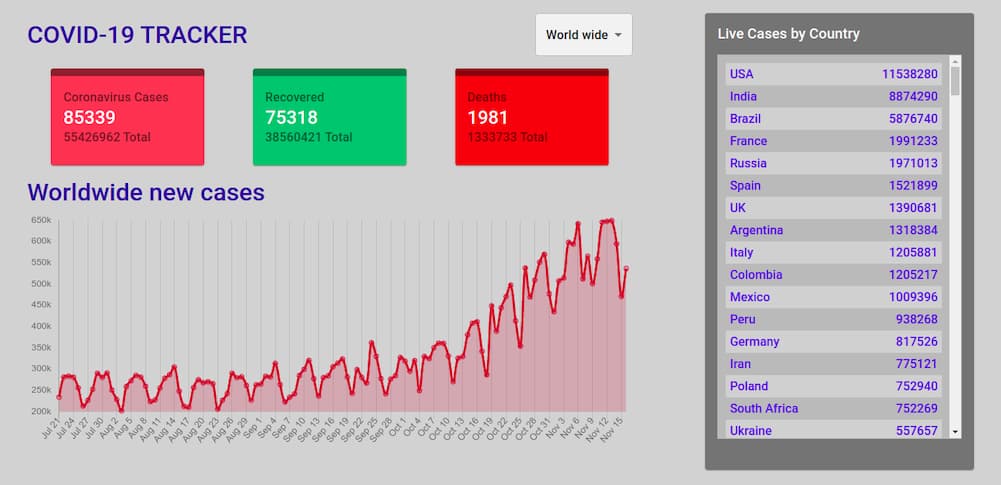 COVID-19 TRACKER
World wide
Coronavirus Cases
85339
55426962 Total
Recovered
75318
38560421 Total
Deaths
1981
1333733 Total
Worldwide new cases
650k
600k
550k
500k
450k
400k
350k
300k
250k
200k
Jul 21
Jul 24
Jul 27
Jul 30
Aug 2
Aug 5
Aug 8
Aug 11
Aug 14
Aug 17
Aug 20
Aug 23
Aug 26
Aug 29
Sep 1
Sep 4
Sep 7
Sep 10
Sep 13
Sep 16
Sep 19
Sep 22
Sep 25
Sep 28
Oct 1
Oct 4
Oct 7
Oct 10
Oct 13
Oct 16
Oct 19
Oct 22
Oct 25
Oct 28
Oct 31
Nov 3
Nov 6
Nov 9
Nov 12
Nov 15
Live Cases by Country
USA 11538280
India 8874290
Brazil 5876740
France 1991233
Russia 1971013
Spain 1521899
UK 1390681
Argentina 1318384
Italy 1205881
Colombia 1205217
Mexico 1009396
Peru 938268
Germany 817526
Iran 775121
Poland 752940
South Africa 752269
Ukraine 557657